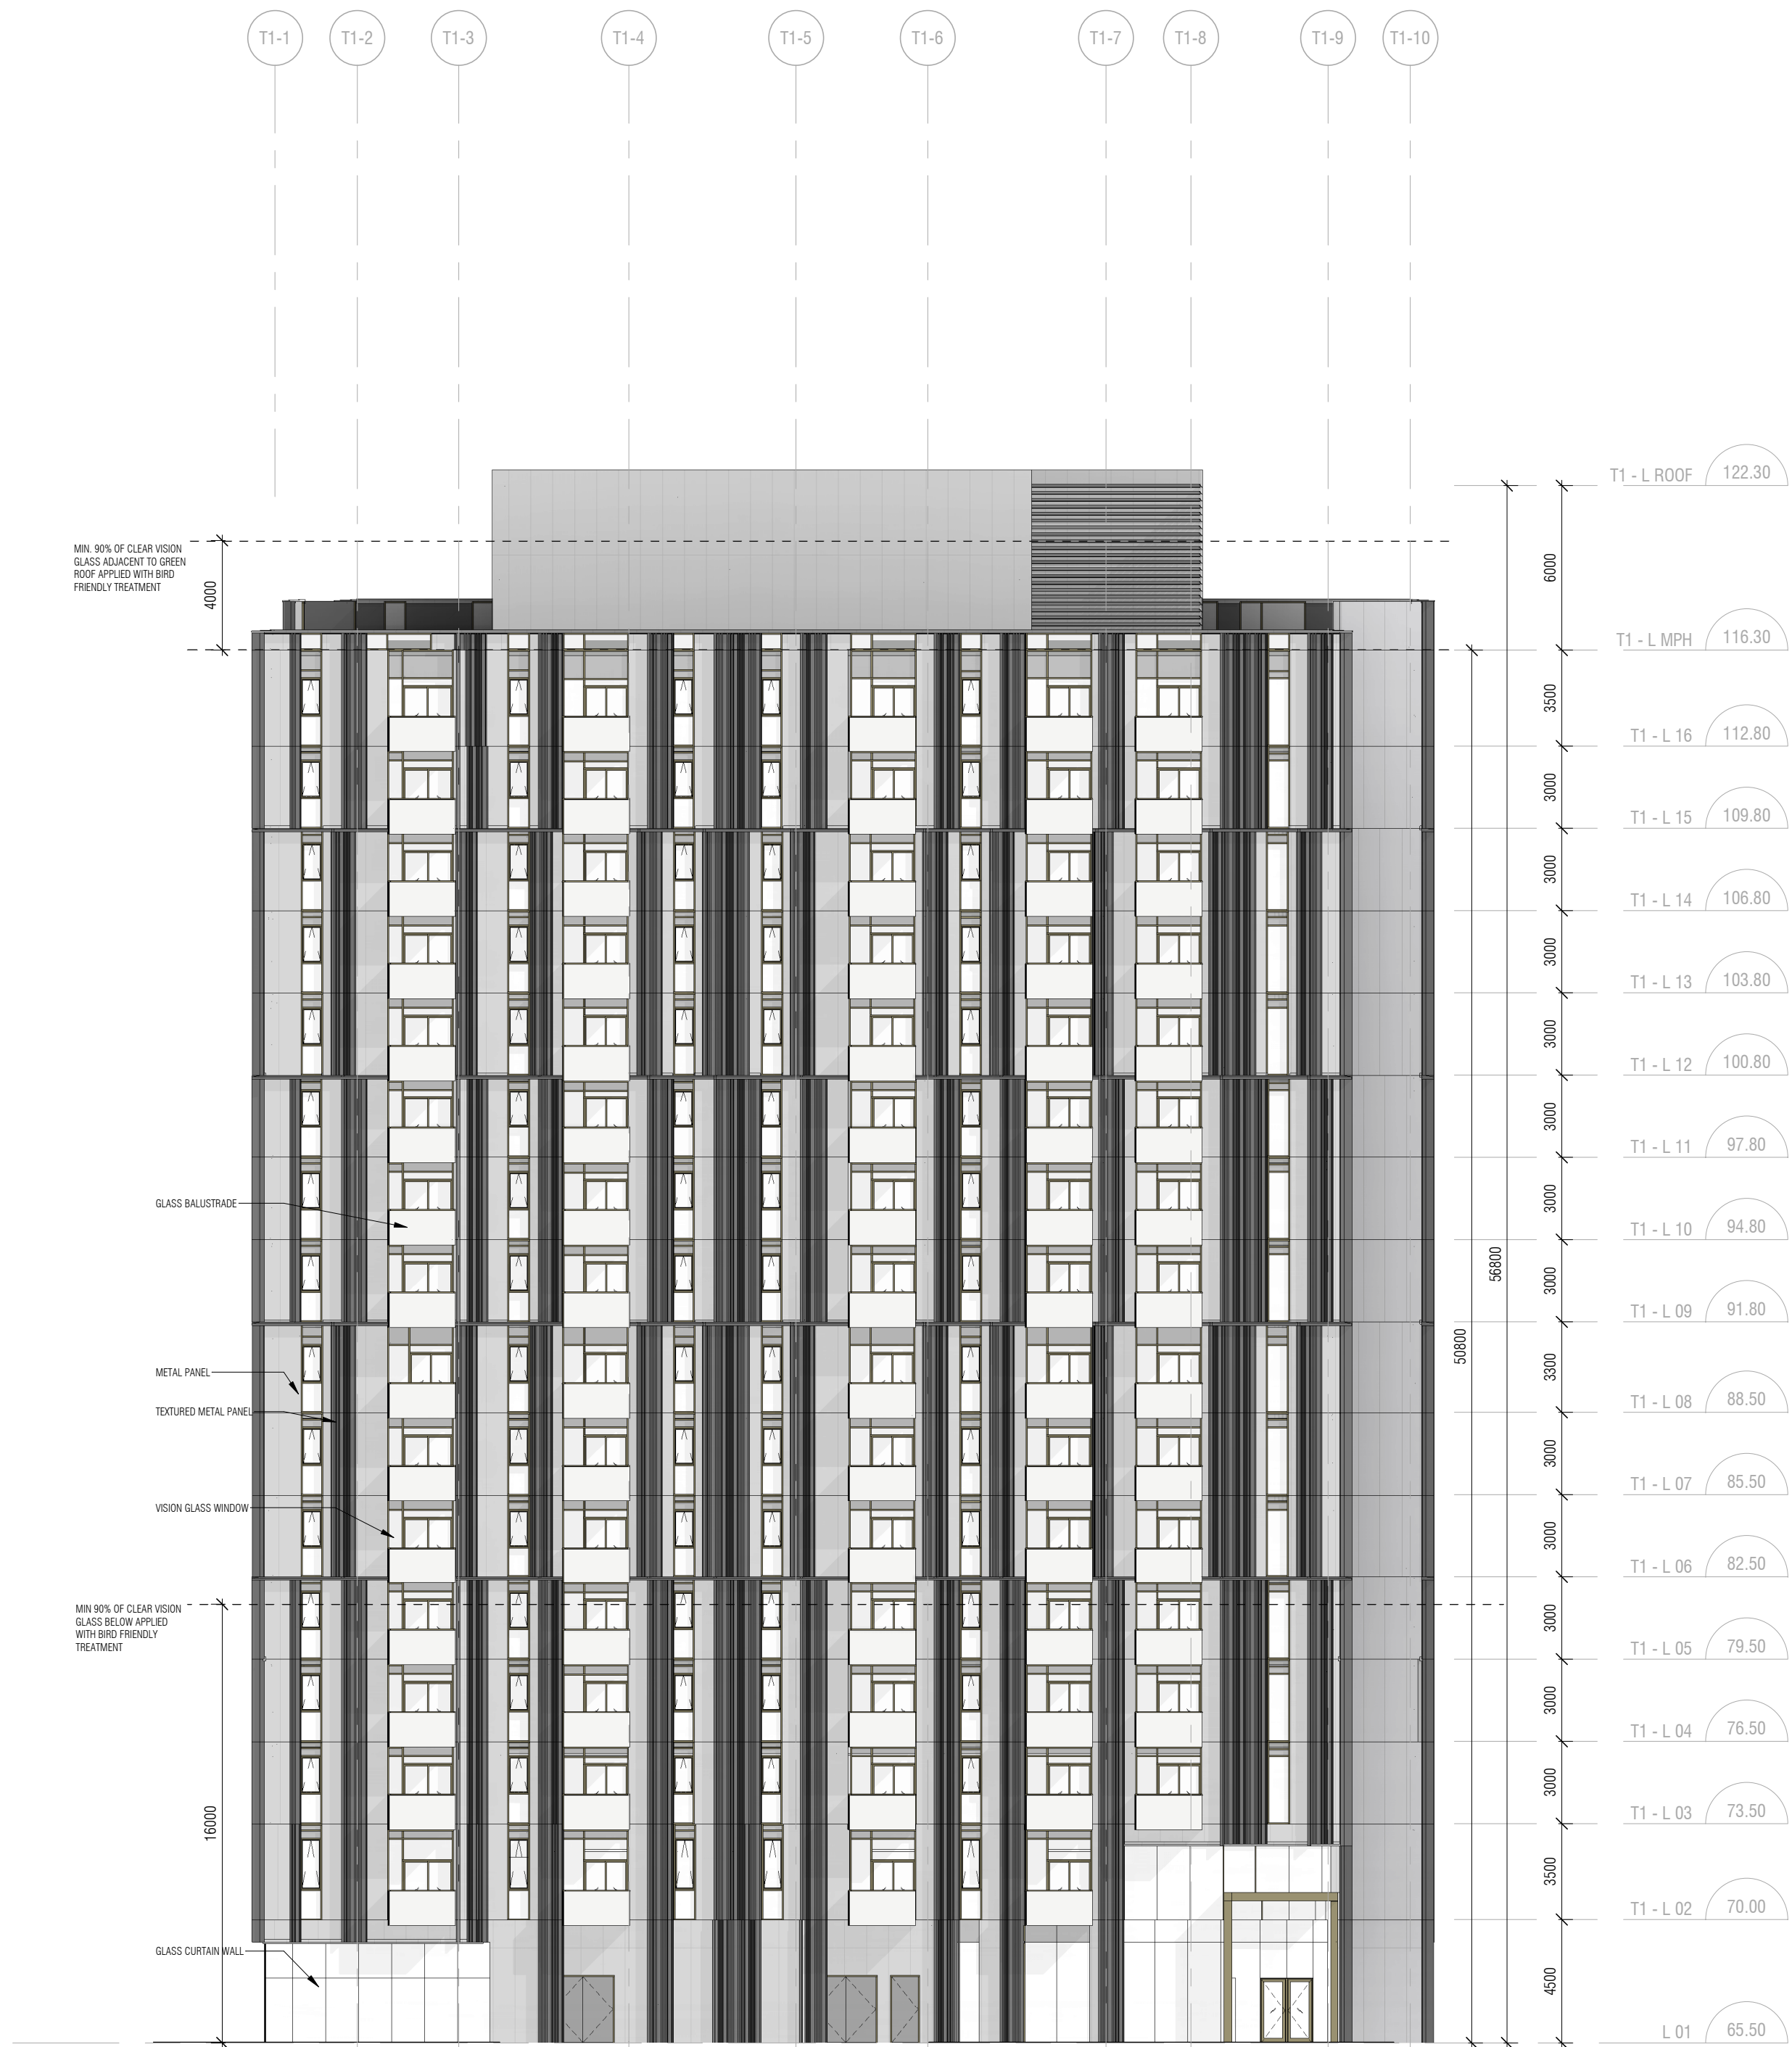 T1-1
T1-2
T1-3
T1-4
T1-5
T1-6
T1-7
T1-8
T1-9
T1-10
T1 - L ROOF 122.30
6000
MIN. 90% OF CLEAR VISION
GLASS ADJACENT TO GREEN
ROOF APPLIED WITH BIRD
FRIENDLY TREATMENT
4000
T1 - L MPH 116.30
3500
T1 - L 16 112.80
3000
T1 - L 15 109.80
3000
T1 - L 14 106.80
3000
T1 - L 13 103.80
3000
T1 - L 12 100.80
3000
T1 - L 11 97.80
3000
GLASS BALUSTRADE
T1 - L 10 94.80
56800
3000
T1 - L 09 91.80
50800
3300
METAL PANEL
T1 - L 08 88.50
TEXTURED METAL PANEL
3000
T1 - L 07 85.50
VISION GLASS WINDOW
3000
T1 - L 06 82.50
MIN 90% OF CLEAR VISION
GLASS BELOW APPLIED
WITH BIRD FRIENDLY
TREATMENT
3000
T1 - L 05 79.50
3000
T1 - L 04 76.50
3000
T1 - L 03 73.50
16000
3500
T1 - L 02 70.00
GLASS CURTAIN WALL
4500
L 01 65.50